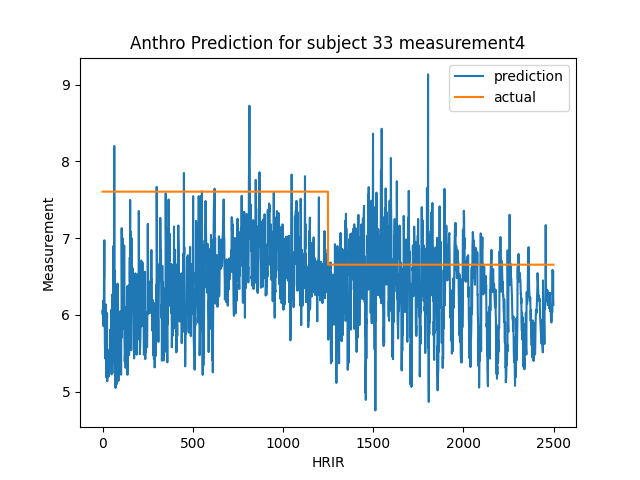 Anthro Prediction for subject 33 measurement4
prediction
actual
9
8
7
6
5
Measurement
0
500
1000
1500
2000
2500
HRIR